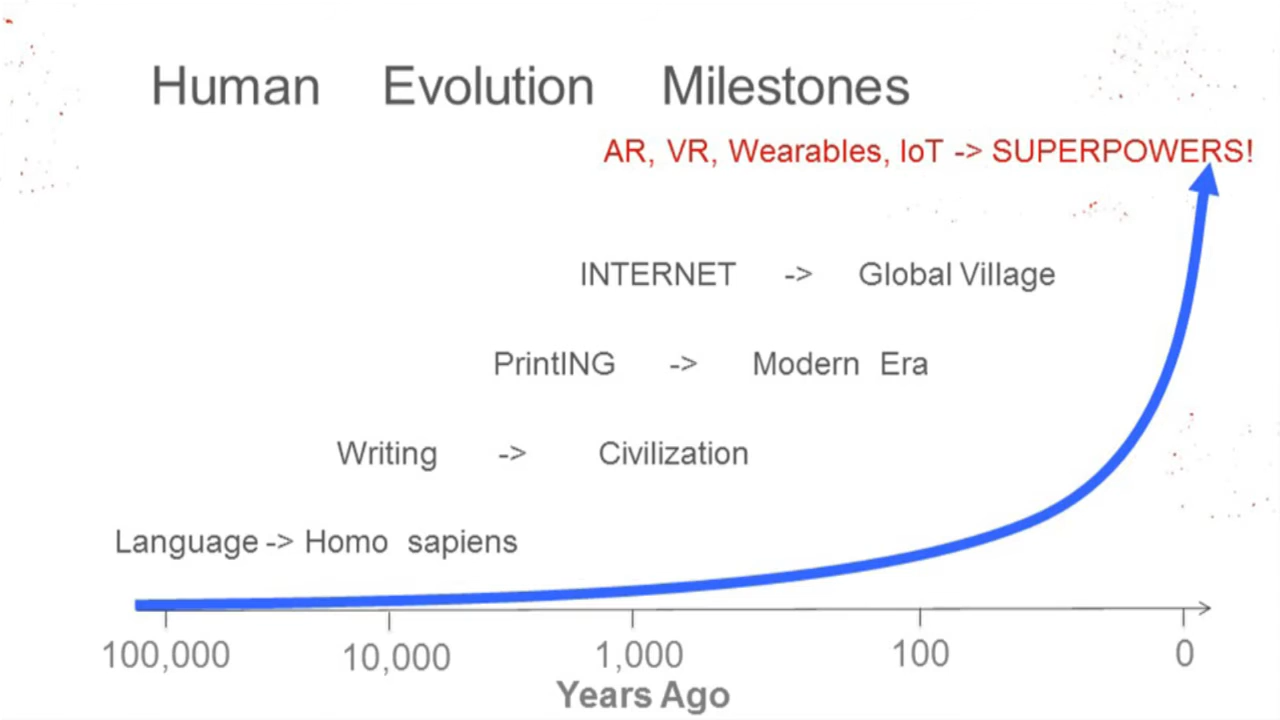 Human Evolution Milestones
AR, VR, Wearables, IoT -> SUPERPOWERS!
INTERNET -> Global Village
PrintING -> Modern Era
Writing -> Civilization
Language -> Homo sapiens
100,000 10,000 1,000 100 0
Years Ago